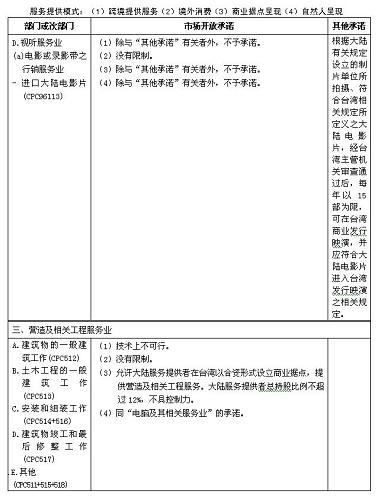 服务提供模式：（1）跨境提供服务（2）境外消费（3）商业据点呈现（4）自然人呈现
部门或次部门
市场开放承诺
其他承诺
D.视听服务业
(a)电影或录影带之
行销服务业
- 进口大陆电影片
(CPC96113)
（1）除与“其他承诺”有关者外，不予承诺。
（2）没有限制。
（3）除与“其他承诺”有关者外，不予承诺。
（4）除与“其他承诺”有关者外，不予承诺。
根据大陆
有关规定
设立的制
片单位所
拍摄、符
合台湾相
关规定所
定义之大
陆电影
片，经台
湾主管机
关审查通
过后，每
年以 15
部为限，
可在台湾
商业发行
映演，并
应符合大
陆电影片
进入台湾
发行映演
之相关规
定。
三、营造及相关工程服务业
A.建筑物的一般建
筑工作(CPC512)
B.土木工程的一般
建筑工作
(CPC513)
C.安装和组装工作
(CPC514+516)
D.建筑物竣工和最
后修整工作
(CPC517)
.E.其他
(CPC511+515+518)
（1）技术上不可行。
（2）没有限制。
（3）允许大陆服务提供者在台湾以合资形式设立商业据点，提
供营造及相关工程服务。大陆服务提供者总持股比例不超
过12%，不具控制力。
（4）同“电脑及其相关服务业”的承诺。